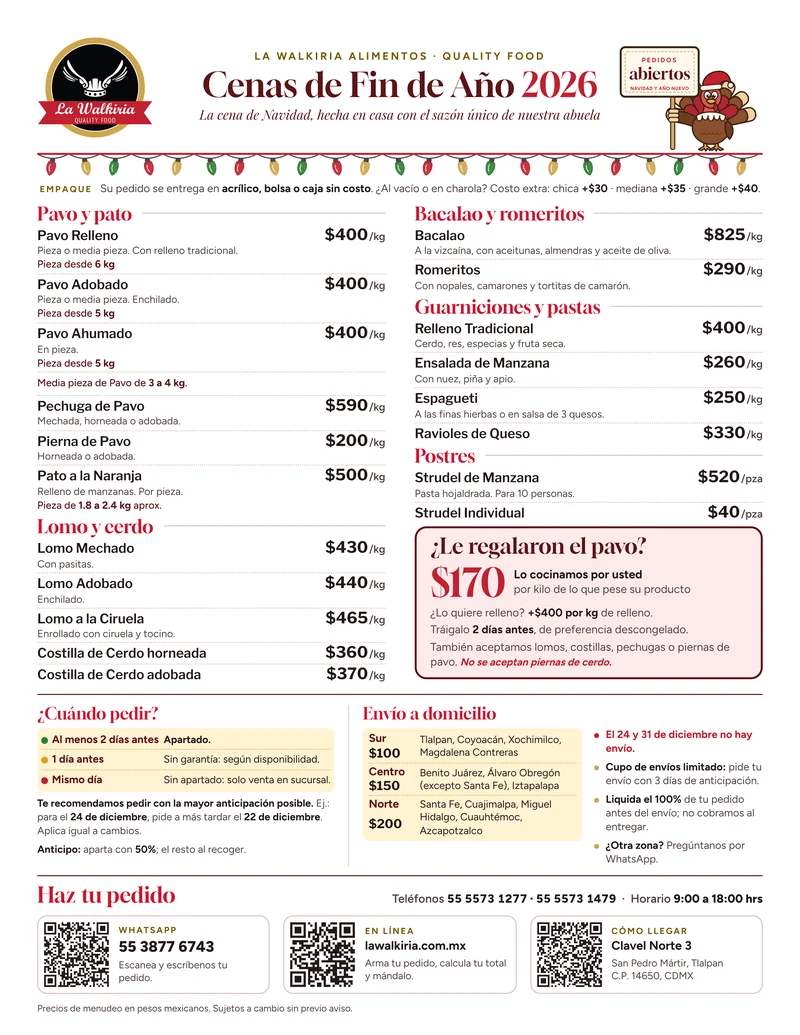 La Walkiria
QUALITY FOOD
LA WALKIRIA ALIMENTOS · QUALITY FOOD
Cenas de Fin de Año 2026
La cena de Navidad, hecha en casa con el sazón único de nuestra abuela
PEDIDOS
abiertos
NAVIDAD Y AÑO NUEVO
EMPAQUE Su pedido se entrega en acrílico, bolsa o caja sin costo. ¿Al vacío o en charola? Costo extra: chica +$30 · mediana +$35 · grande +$40.
Pavo y pato
Pavo Relleno $400/kg
Pieza o media pieza. Con relleno tradicional.
Pieza desde 6 kg
Pavo Adobado $400/kg
Pieza o media pieza. Enchilado.
Pieza desde 5 kg
Pavo Ahumado $400/kg
En pieza.
Pieza desde 5 kg
Media pieza de Pavo de 3 a 4 kg.
Pechuga de Pavo $590/kg
Mechada, horneada o adobada.
Pierna de Pavo $200/kg
Horneada o adobada.
Pato a la Naranja $500/kg
Relleno de manzanas. Por pieza.
Pieza de 1.8 a 2.4 kg aprox.
Lomo y cerdo
Lomo Mechado $430/kg
Con pasitas.
Lomo Adobado $440/kg
Enchilado.
Lomo a la Ciruela $465/kg
Enrollado con ciruela y tocino.
Costilla de Cerdo horneada $360/kg
Costilla de Cerdo adobada $370/kg
Bacalao y romeritos
Bacalao $825/kg
A la vizcaína, con aceitunas, almendras y aceite de oliva.
Romeritos $290/kg
Con nopales, camarones y tortitas de camarón.
Guarniciones y pastas
Relleno Tradicional $400/kg
Cerdo, res, especias y fruta seca.
Ensalada de Manzana $260/kg
Con nuez, piña y apio.
Espagueti $250/kg
A las finas hierbas o en salsa de 3 quesos.
Ravioles de Queso $330/kg
Postres
Strudel de Manzana $520/pza
Pasta hojaldrada. Para 10 personas.
Strudel Individual $40/pza
¿Le regalaron el pavo?
$170 Lo cocinamos por usted
por kilo de lo que pese su producto
¿Lo quiere relleno? +$400 por kg de relleno.
Tráigalo 2 días antes, de preferencia descongelado.
También aceptamos lomos, costillas, pechugas o piernas de
pavo. No se aceptan piernas de cerdo.
¿Cuándo pedir?
Al menos 2 días antes Apartado.
1 día antes Sin garantía: según disponibilidad.
Mismo día Sin apartado: solo venta en sucursal.
Te recomendamos pedir con la mayor anticipación posible. Ej.:
para el 24 de diciembre, pide a más tardar el 22 de diciembre.
Aplica igual a cambios.
Anticipo: aparta con 50%; el resto al recoger.
Envío a domicilio
Sur
$100
Tlalpan, Coyoacán, Xochimilco,
Magdalena Contreras
Centro
$150
Benito Juárez, Álvaro Obregón
(excepto Santa Fe), Iztapalapa
Norte
$200
Santa Fe, Cuajimalpa, Miguel
Hidalgo, Cuauhtémoc,
Azcapotzalco
El 24 y 31 de diciembre no hay
envío.
Cupo de envíos limitado: pide tu
envío con 3 días de anticipación.
Liquida el 100% de tu pedido
antes del envío; no cobramos al
entregar.
¿Otra zona? Pregúntanos por
WhatsApp.
Haz tu pedido
Teléfonos 55 5573 1277 · 55 5573 1479 · Horario 9:00 a 18:00 hrs
WHATSAPP
55 3877 6743
Escanea y escríbenos tu
pedido.
EN LÍNEA
lawalkiria.com.mx
Arma tu pedido, calcula tu total
y mándalo.
CÓMO LLEGAR
Clavel Norte 3
San Pedro Mártir, Tlalpan
C.P. 14650, CDMX
Precios de menudeo en pesos mexicanos. Sujetos a cambio sin previo aviso.